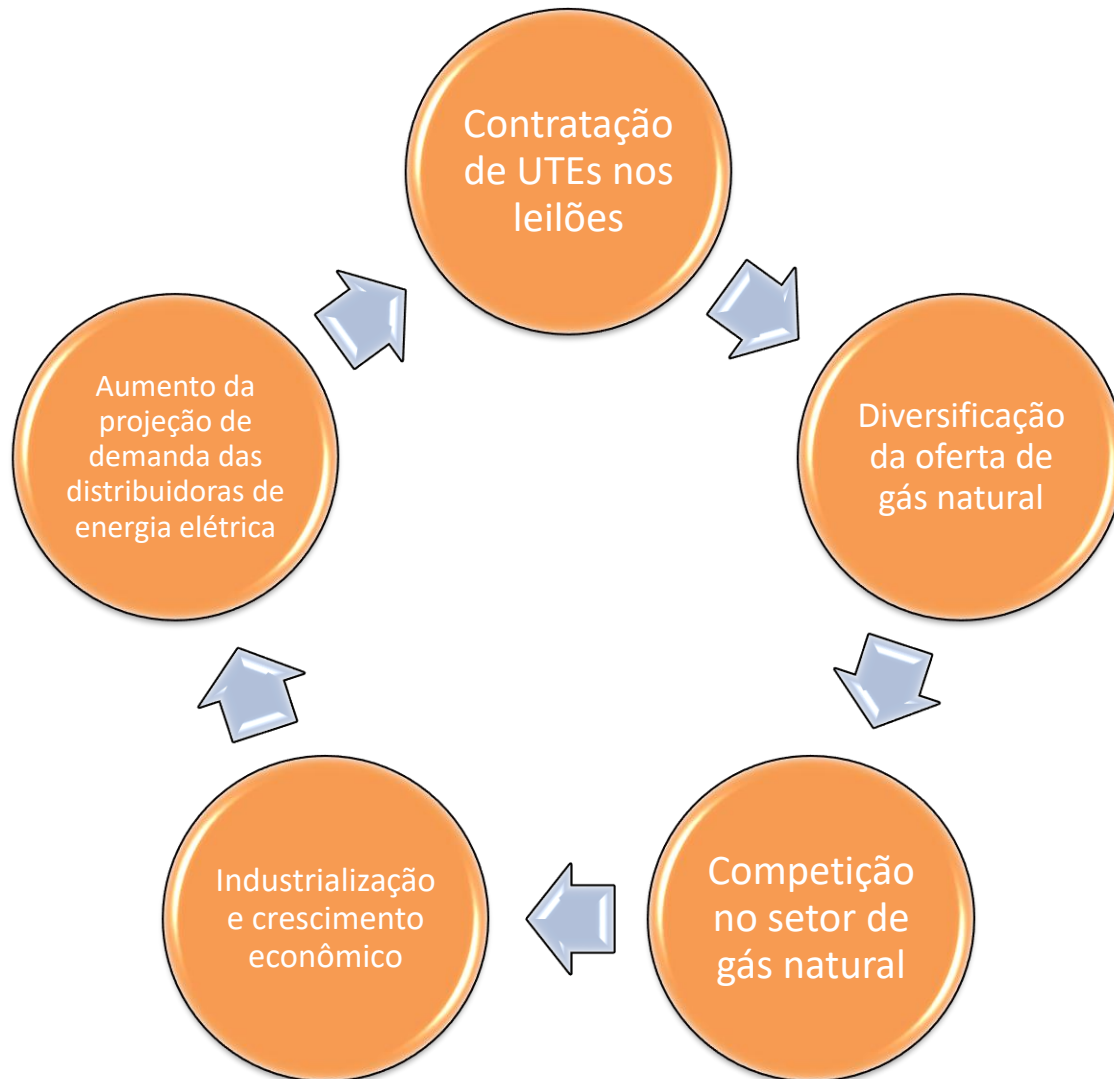 Contratação
de UTEs nos
leilões
Diversificação
da oferta de
gás natural
Competição
no setor de
gás natural
Industrialização
e crescimento
econômico
Aumento da
projeção de
demanda das
distribuidoras de
energia elétrica